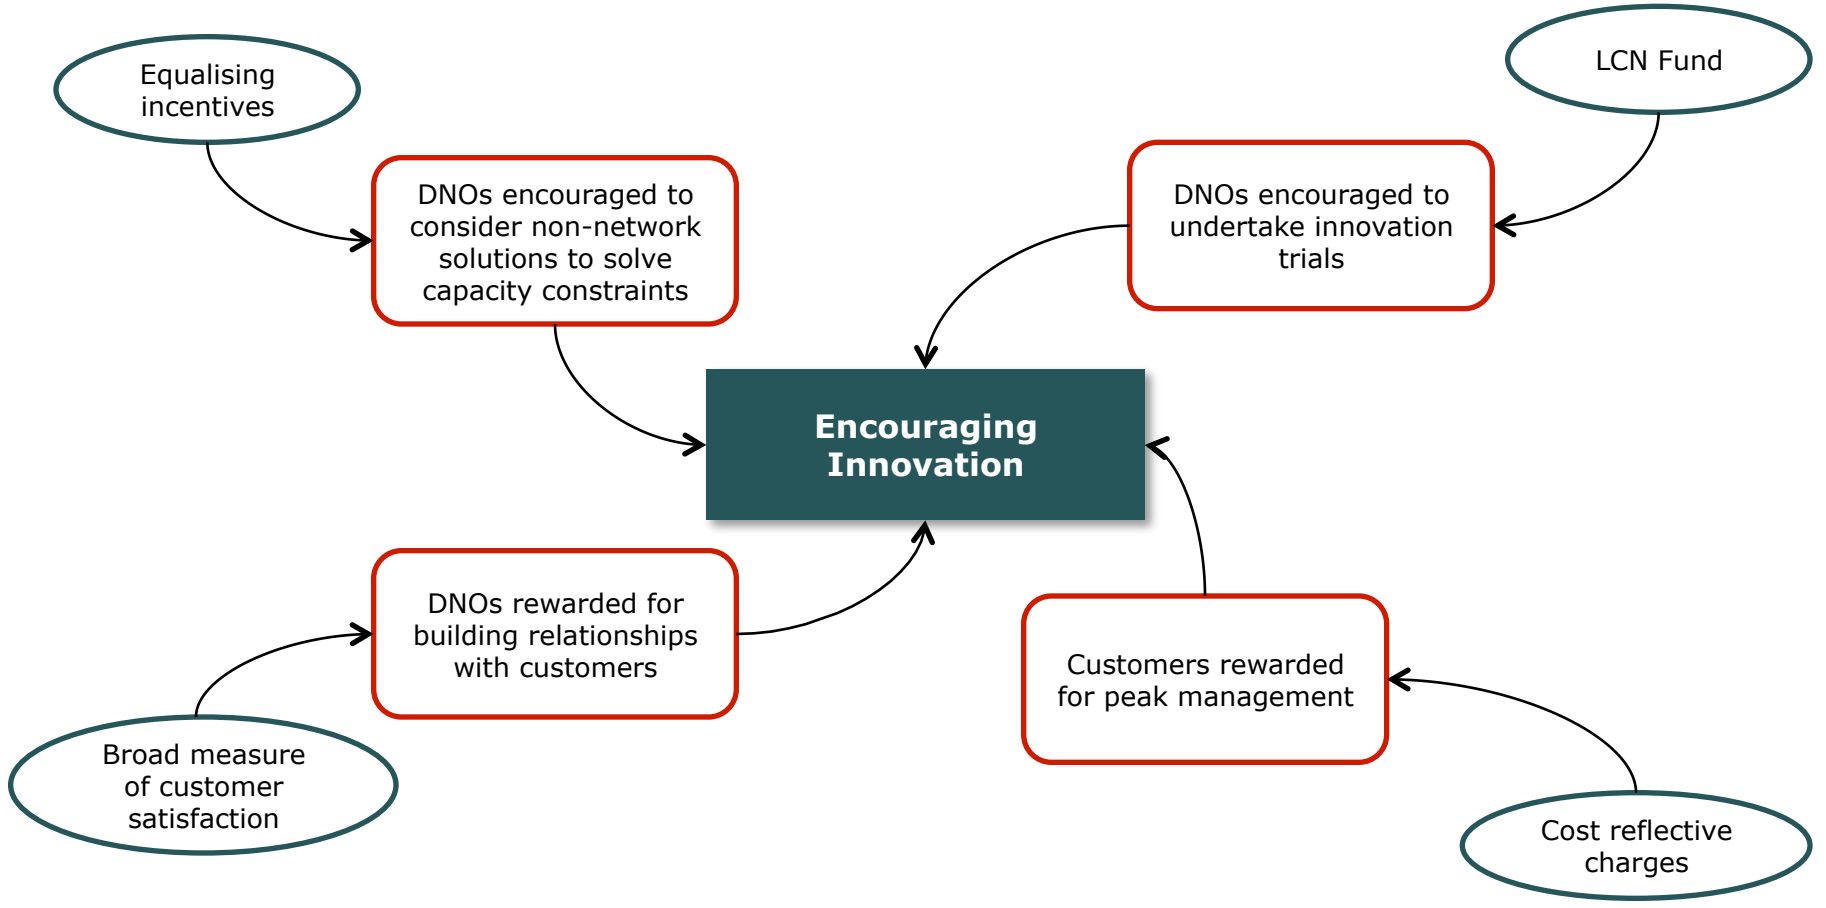 Equalising
incentives
LCN Fund
DNOs encouraged to
consider non-network
solutions to solve
capacity constraints
DNOs encouraged to
undertake innovation
trials
Encouraging
Innovation
DNOs rewarded for
building relationships
with customers
Customers rewarded
for peak management
Broad measure
of customer
satisfaction
Cost reflective
charges